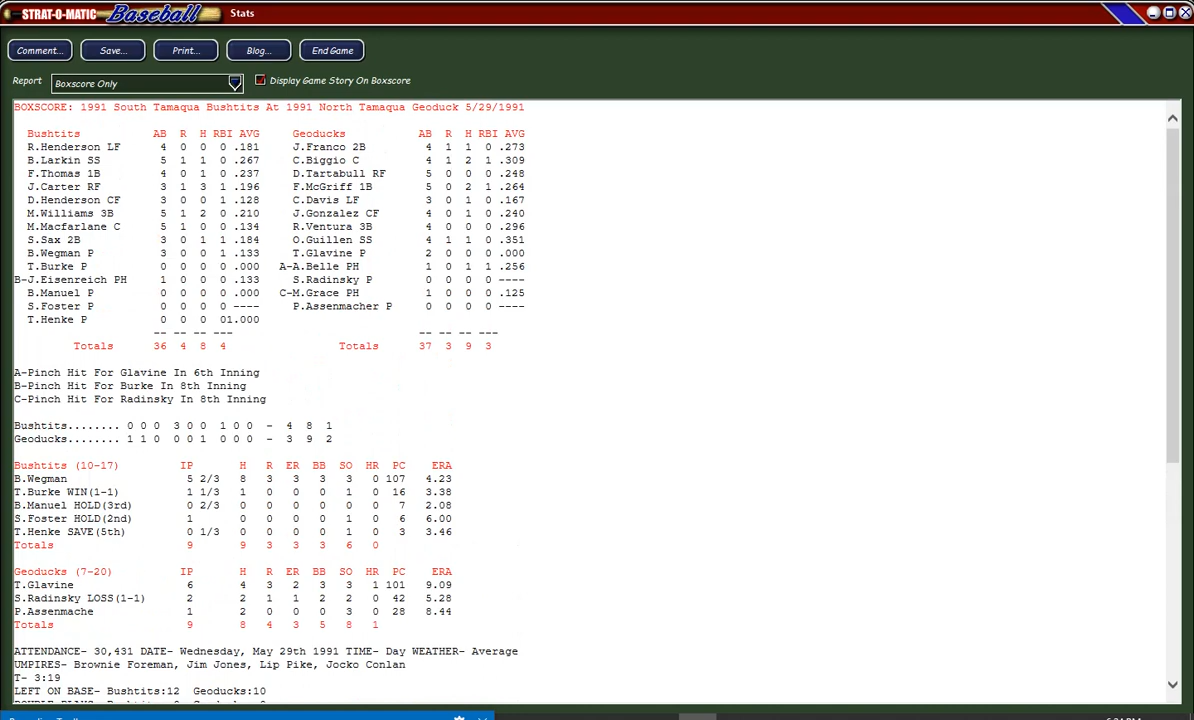 STRAT-O-MATIC Baseball Stats
Comment... Save... Print... Blog... End Game
Report Boxscore Only Display Game Story On Boxscore
BOXSCORE: 1991 South Tamaqua Bushtits At 1991 North Tamaqua Geoduck 5/29/1991
Bushtits AB R H RBI AVG Geoducks AB R H RBI AVG
R.Henderson LF 4 0 0 0 .181 J.Franco 2B 4 1 1 0 .273
B.Larkin SS 5 1 1 0 .267 C.Biggio C 4 1 2 1 .309
F.Thomas 1B 4 0 1 0 .237 D.Tartabull RF 5 0 0 0 .248
J.Carter RF 3 1 3 1 .196 F.McGriff 1B 5 0 2 1 .264
D.Henderson CF 3 0 0 1 .128 C.Davis LF 3 0 1 0 .167
M.Williams 3B 5 1 2 0 .210 J.Gonzalez CF 4 0 1 0 .240
M.Macfarlane C 5 1 0 0 .134 R.Ventura 3B 4 0 0 0 .296
S.Sax 2B 3 0 1 1 .184 O.Guillen SS 4 1 1 0 .351
B.Wegman P 3 0 0 1 .133 T.Glavine P 2 0 0 0 .000
T.Burke P 0 0 0 0 .000 A-A.Belle PH 1 0 1 1 .256
B-J.Eisenreich PH 1 0 0 0 .133 S.Radinsky P 0 0 0 0 ----
B.Manuel P 0 0 0 0 .000 C-M.Grace PH 1 0 0 0 .125
S.Foster P 0 0 0 0 ---- P.Assenmacher P 0 0 0 0 ----
T.Henke P 0 0 0 01.000
-- -- -- --- -- -- -- ---
Totals 36 4 8 4 Totals 37 3 9 3
A-Pinch Hit For Glavine In 6th Inning
B-Pinch Hit For Burke In 8th Inning
C-Pinch Hit For Radinsky In 8th Inning
Bushtits........ 0 0 0 3 0 0 1 0 0 - 4 8 1
Geoducks........ 1 1 0 0 0 1 0 0 0 - 3 9 2
Bushtits (10-17) IP H R ER BB SO HR PC ERA
B.Wegman 5 2/3 8 3 3 3 3 0 107 4.23
T.Burke WIN(1-1) 1 1/3 1 0 0 0 1 0 16 3.38
B.Manuel HOLD(3rd) 0 2/3 0 0 0 0 0 0 7 2.08
S.Foster HOLD(2nd) 1 0 0 0 0 1 0 6 6.00
T.Henke SAVE(5th) 0 1/3 0 0 0 0 1 0 3 3.46
Totals 9 9 3 3 3 6 0
Geoducks (7-20) IP H R ER BB SO HR PC ERA
T.Glavine 6 4 3 2 3 3 1 101 9.09
S.Radinsky LOSS(1-1) 2 2 1 1 2 2 0 42 5.28
P.Assenmache 1 2 0 0 0 3 0 28 8.44
Totals 9 8 4 3 5 8 1
ATTENDANCE- 30,431 DATE- Wednesday, May 29th 1991 TIME- Day WEATHER- Average
UMPIRES- Brownie Foreman, Jim Jones, Lip Pike, Jocko Conlan
T- 3:19
LEFT ON BASE- Bushtits:12 Geoducks:10